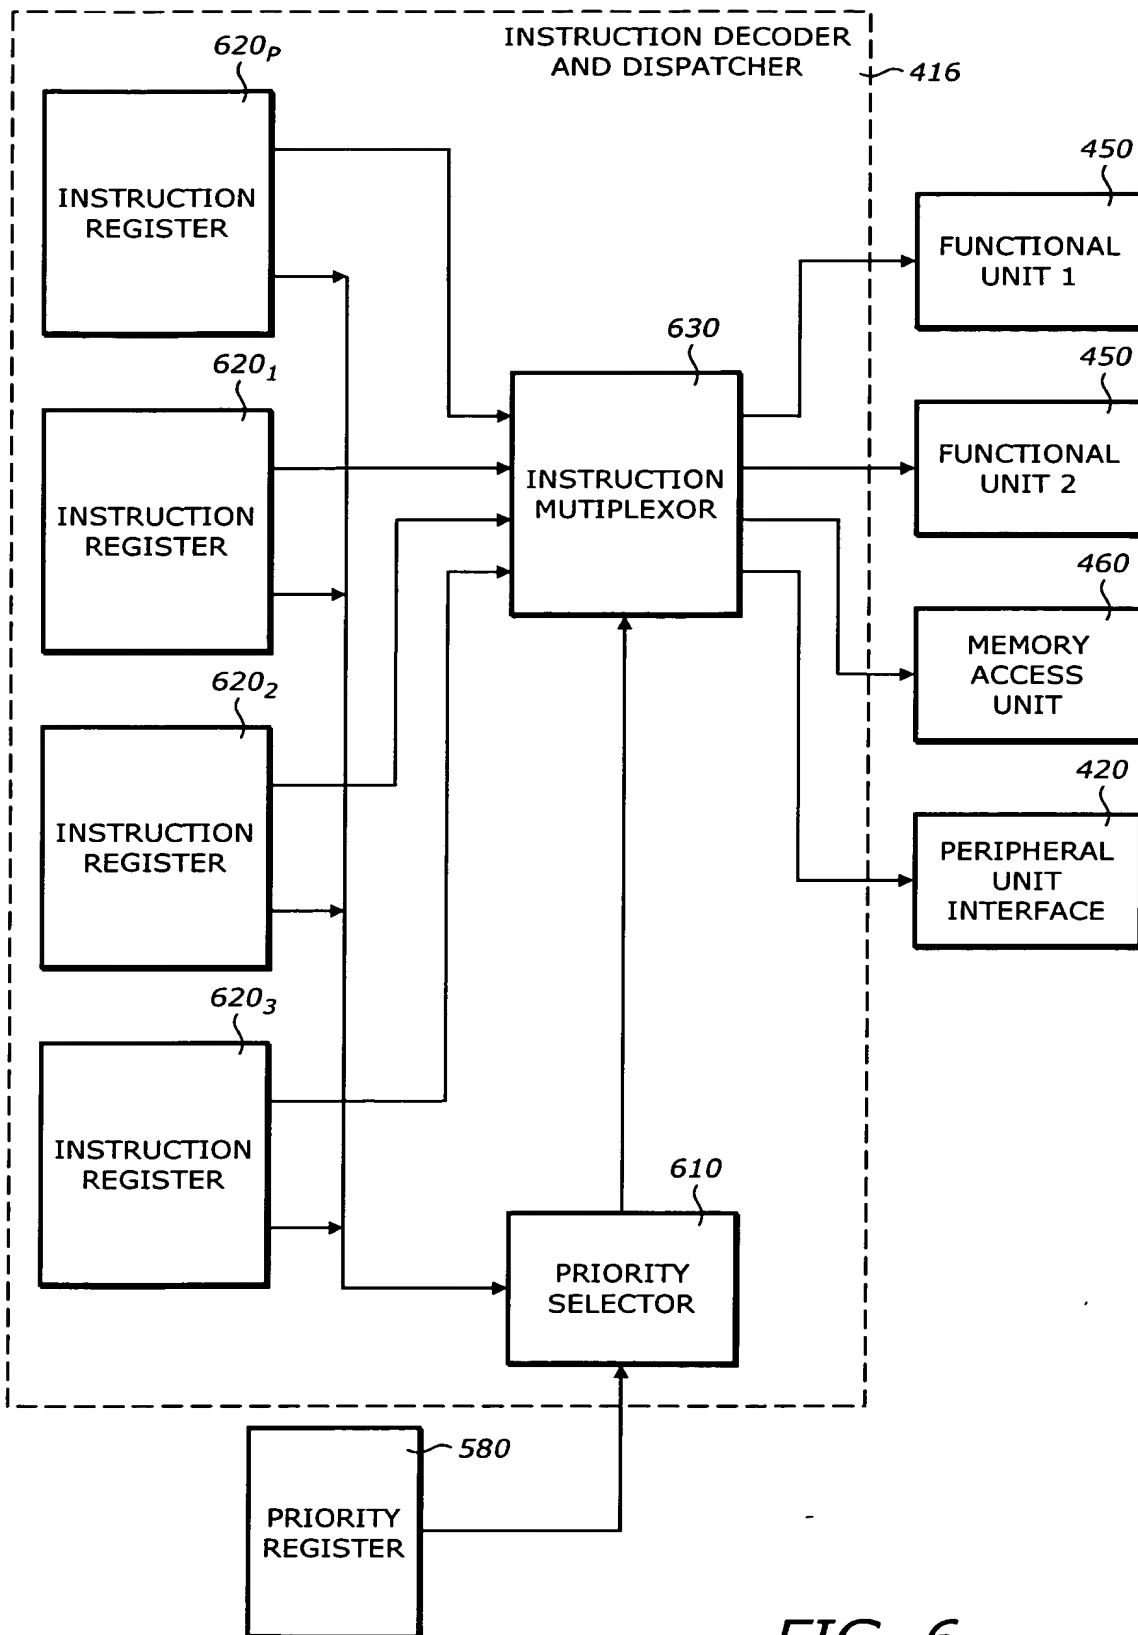 INSTRUCTION DECODER
AND DISPATCHER
416
620P
INSTRUCTION
REGISTER
6201
INSTRUCTION
REGISTER
6202
INSTRUCTION
REGISTER
6203
INSTRUCTION
REGISTER
630
INSTRUCTION
MUTIPLEXOR
610
PRIORITY
SELECTOR
580
PRIORITY
REGISTER
450
FUNCTIONAL
UNIT 1
450
FUNCTIONAL
UNIT 2
460
MEMORY
ACCESS
UNIT
420
PERIPHERAL
UNIT
INTERFACE
FIG. 6